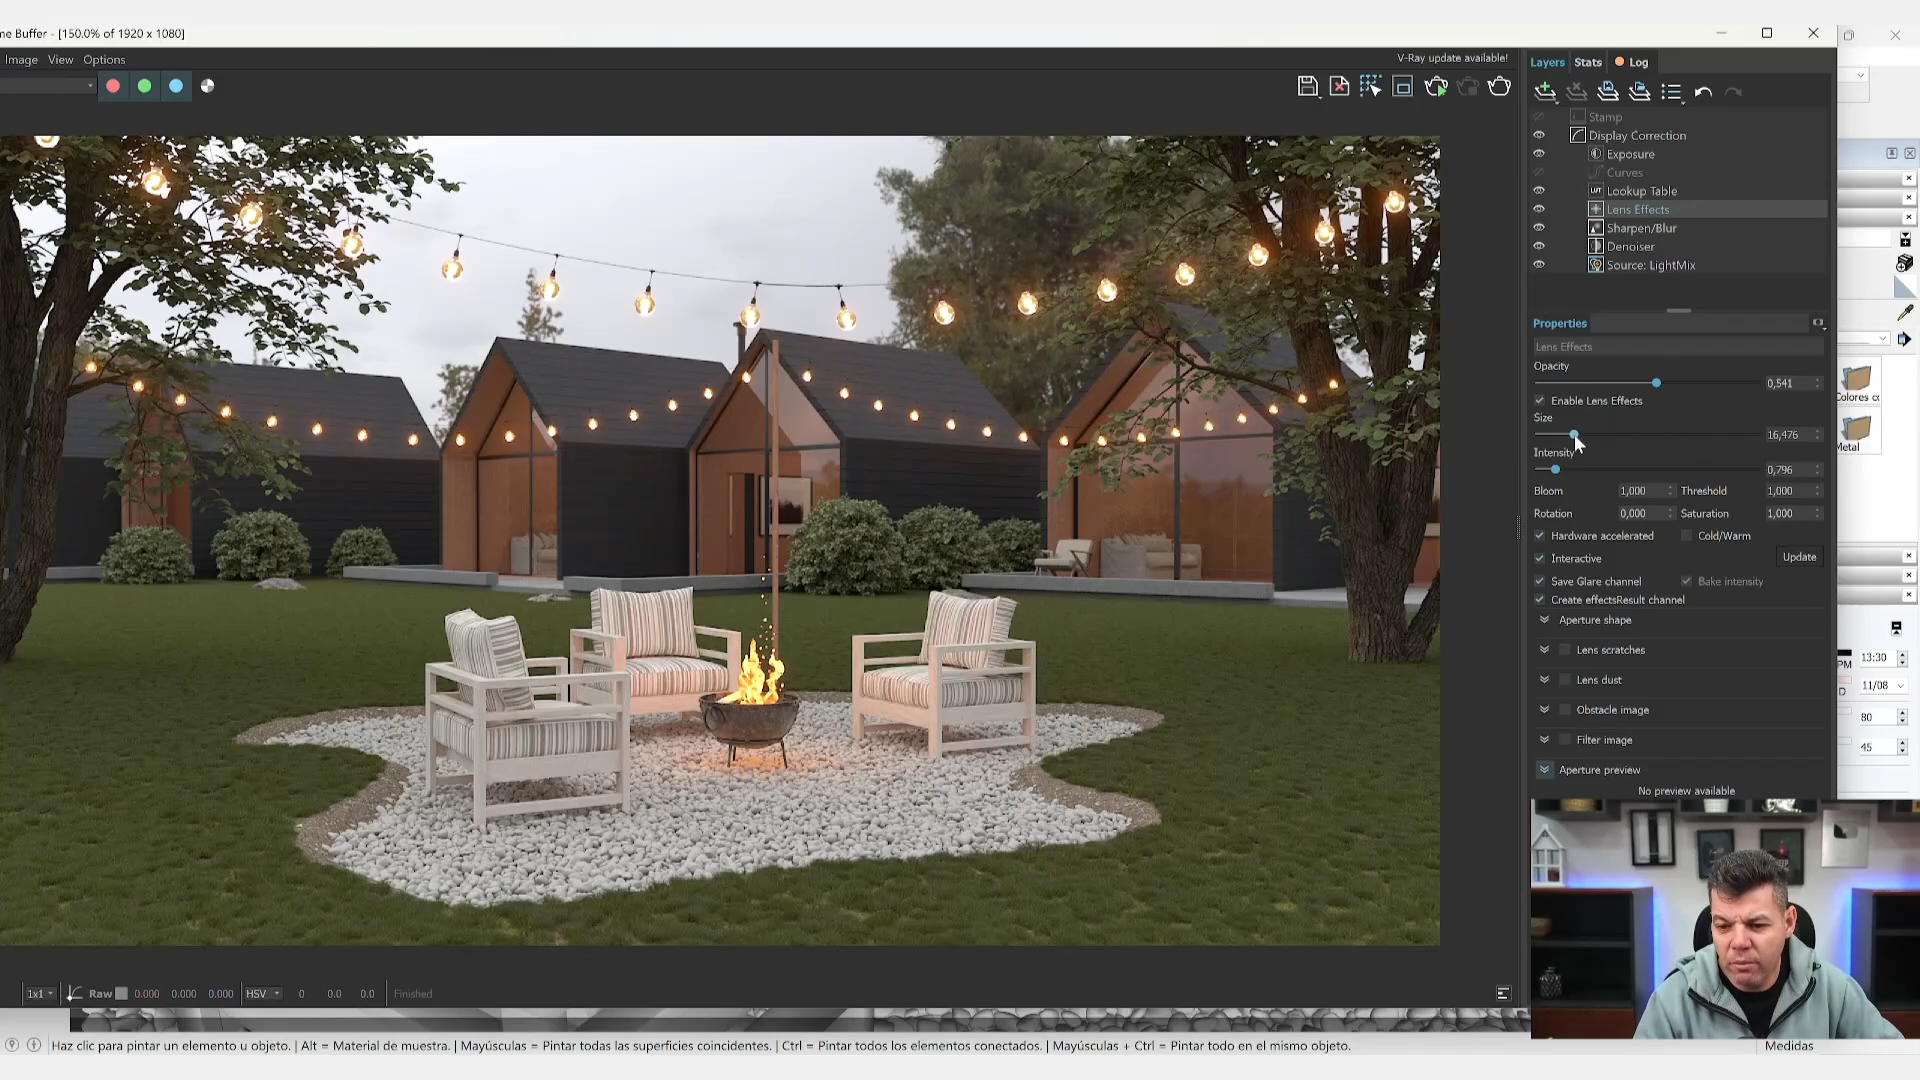 me Buffer - [150.0% of 1920 x 1080]
Image View Options
V-Ray update available!
Layers Stats Log
Stamp
Display Correction
Exposure
Curves
LUT Lookup Table
Lens Effects
Sharpen/Blur
Denoiser
Source: LightMix
Properties
Lens Effects
Opacity
0,541
Enable Lens Effects
Size
16,476
Intensity
0,796
Bloom 1,000 Threshold 1,000
Rotation 0,000 Saturation 1,000
Hardware accelerated Cold/Warm
Interactive Update
Save Glare channel Bake intensity
Create effectsResult channel
Aperture shape
Lens scratches
Lens dust
Obstacle image
Filter image
Aperture preview
No preview available
Colores co
Metal
PM 13:30
D 11/08
80
45
1x1 Raw 0.000 0.000 0.000 HSV 0 0.0 0.0 Finished
Haz clic para pintar un elemento u objeto. | Alt = Material de muestra. | Mayúsculas = Pintar todas las superficies coincidentes. | Ctrl = Pintar todos los elementos conectados. | Mayúsculas + Ctrl = Pintar todo en el mismo objeto.
Medidas